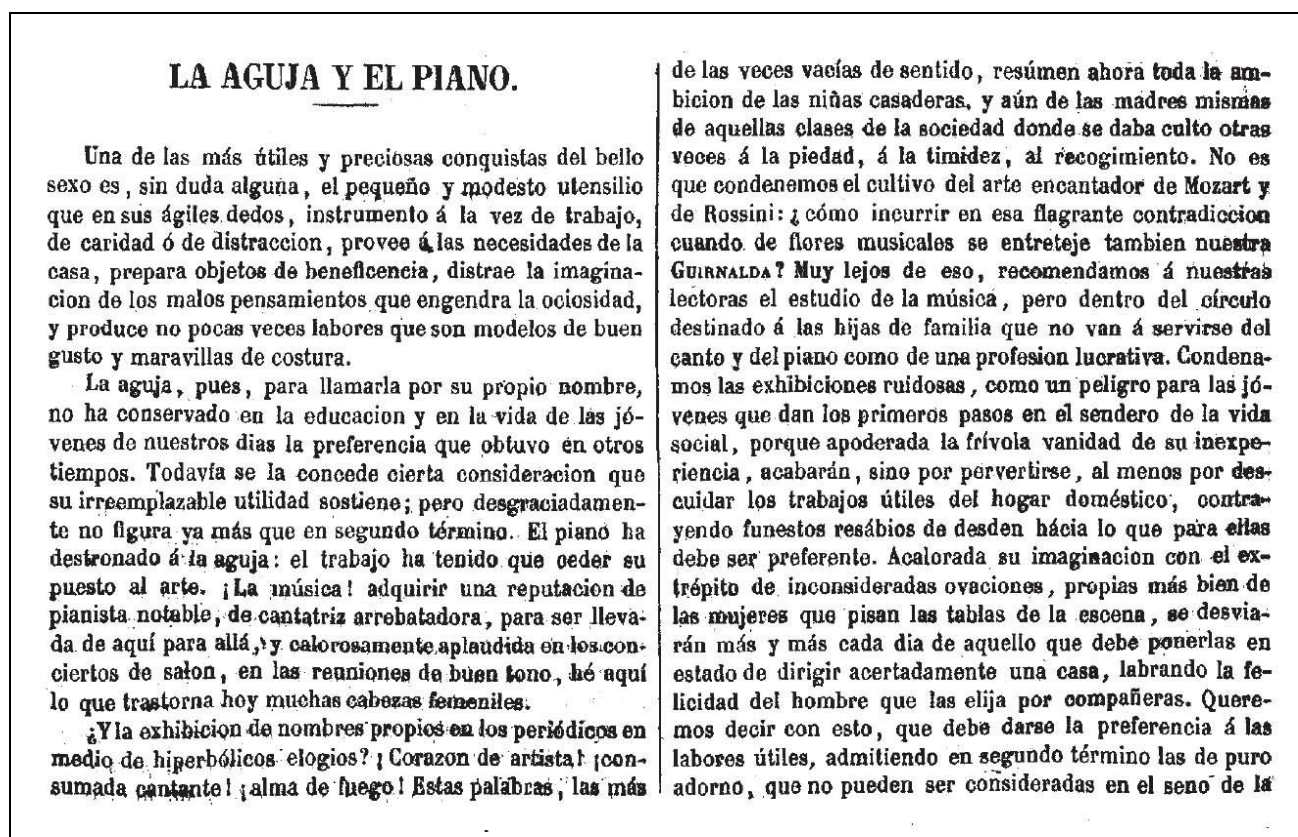 LA AGUJA Y EL PIANO.
Una de las más útiles y preciosas conquistas del bello
sexo es, sin duda alguna, el pequeño y modesto utensilio
que en sus ágiles dedos, instrumento á la vez de trabajo,
de caridad ó de distraccion, provee á las necesidades de la
casa, prepara objetos de beneficencia, distrae la imagina-
cion de los malos pensamientos que engendra la ociosidad,
y produce no pocas veces labores que son modelos de buen
gusto y maravillas de costura.
La aguja, pues, para llamarla por su propio nombre,
no ha conservado en la educacion y en la vida de las jó-
venes de nuestros dias la preferencia que obtuvo en otros
tiempos. Todavía se la concede cierta consideracion que
su irreemplazable utilidad sostiene; pero desgraciadamen-
te no figura ya más que en segundo término. El piano ha
destronado á la aguja: el trabajo ha tenido que ceder su
puesto al arte. ¡La música! adquirir una reputacion de
pianista notable, de cantatriz arrebatadora, para ser lleva-
da de aquí para allá, y calorosamente aplaudida en los con-
ciertos de salon, en las reuniones de buen tono, hé aquí
lo que trastorna hoy muchas cabezas femeniles.
¿Y la exhibicion de nombres propios en los periódicos en
medio de hiperbólicos elogios? ¡Corazon de artista! ¡con-
sumada cantante! ¡alma de fuego! Estas palabras, las más
de las veces vacías de sentido, resúmen ahora toda la am-
bicion de las niñas casaderas, y aún de las madres mismas
de aquellas clases de la sociedad donde se daba culto otras
veces á la piedad, á la timidez, al recogimiento. No es
que condenemos el cultivo del arte encantador de Mozart y
de Rossini: ¿cómo incurrir en esa flagrante contradiccion
cuando de flores musicales se entreteje tambien nuestra
GUIRNALDA? Muy lejos de eso, recomendamos á nuestras
lectoras el estudio de la música, pero dentro del círculo
destinado á las hijas de familia que no van á servirse del
canto y del piano como de una profesion lucrativa. Condena-
mos las exhibiciones ruidosas, como un peligro para las jó-
venes que dan los primeros pasos en el sendero de la vida
social, porque apoderada la frívola vanidad de su inexpe-
riencia, acabarán, sino por pervertirse, al menos por des-
cuidar los trabajos útiles del hogar doméstico, contra-
yendo funestos resábios de desden hácia lo que para ellas
debe ser preferente. Acalorada su imaginacion con el ex-
trépito de inconsideradas ovaciones, propias más bien de
las mujeres que pisan las tablas de la escena, se desvia-
rán más y más cada dia de aquello que debe ponerlas en
estado de dirigir acertadamente una casa, labrando la fe-
licidad del hombre que las elija por compañeras. Quere-
mos decir con esto, que debe darse la preferencia á las
labores útiles, admitiendo en segundo término las de puro
adorno, que no pueden ser consideradas en el seno de la